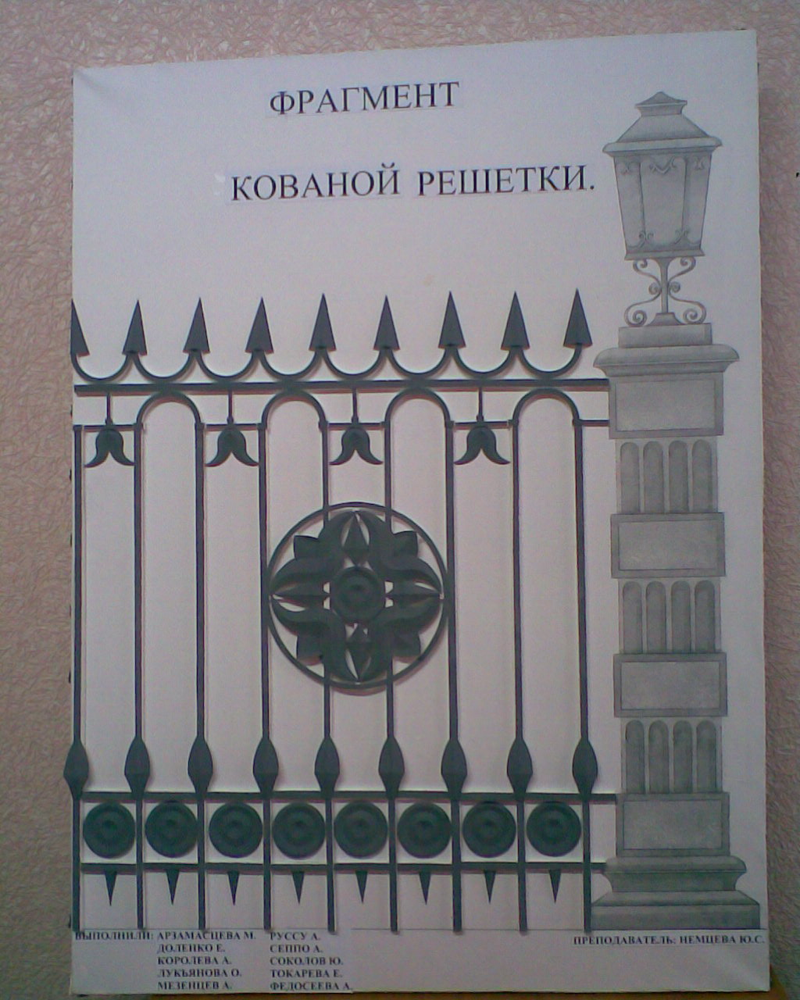 ФРАГМЕНТ
КОВАНОЙ РЕШЕТКИ.
ВЫПОЛНИЛИ: АРЗАМАСЦЕВА М. РУССУ А.
ДОЛЕНКО Е. СЕППО А.
КОРОЛЕВА А. СОКОЛОВ Ю.
ЛУКЬЯНОВА О. ТОКАРЕВА Е.
МЕЗЕНЦЕВ А. ФЕДОСЕЕВА А.
ПРЕПОДАВАТЕЛЬ: НЕМЦЕВА Ю.С.